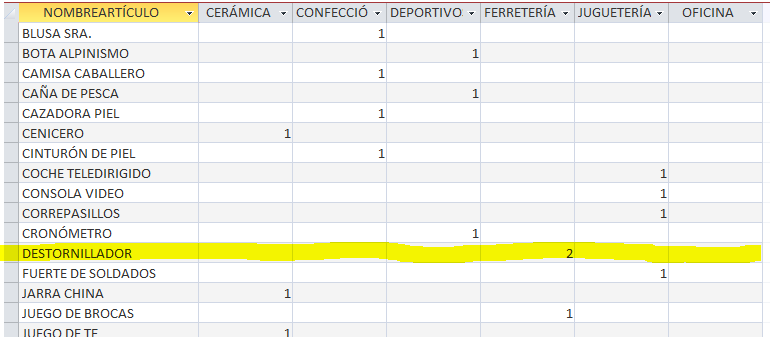 NOMBREARTÍCULO CERÁMICA CONFECCIÓ DEPORTIVO FERRETERÍA JUGUETERÍA OFICINA
BLUSA SRA. 1
BOTA ALPINISMO 1
CAMISA CABALLERO 1
CAÑA DE PESCA 1
CAZADORA PIEL 1
CENICERO 1
CINTURÓN DE PIEL 1
COCHE TELEDIRIGIDO 1
CONSOLA VIDEO 1
CORREPASILLOS 1
CRONÓMETRO 1
DESTORNILLADOR 2
FUERTE DE SOLDADOS 1
JARRA CHINA 1
JUEGO DE BROCAS 1
JUEGO DE TE 1